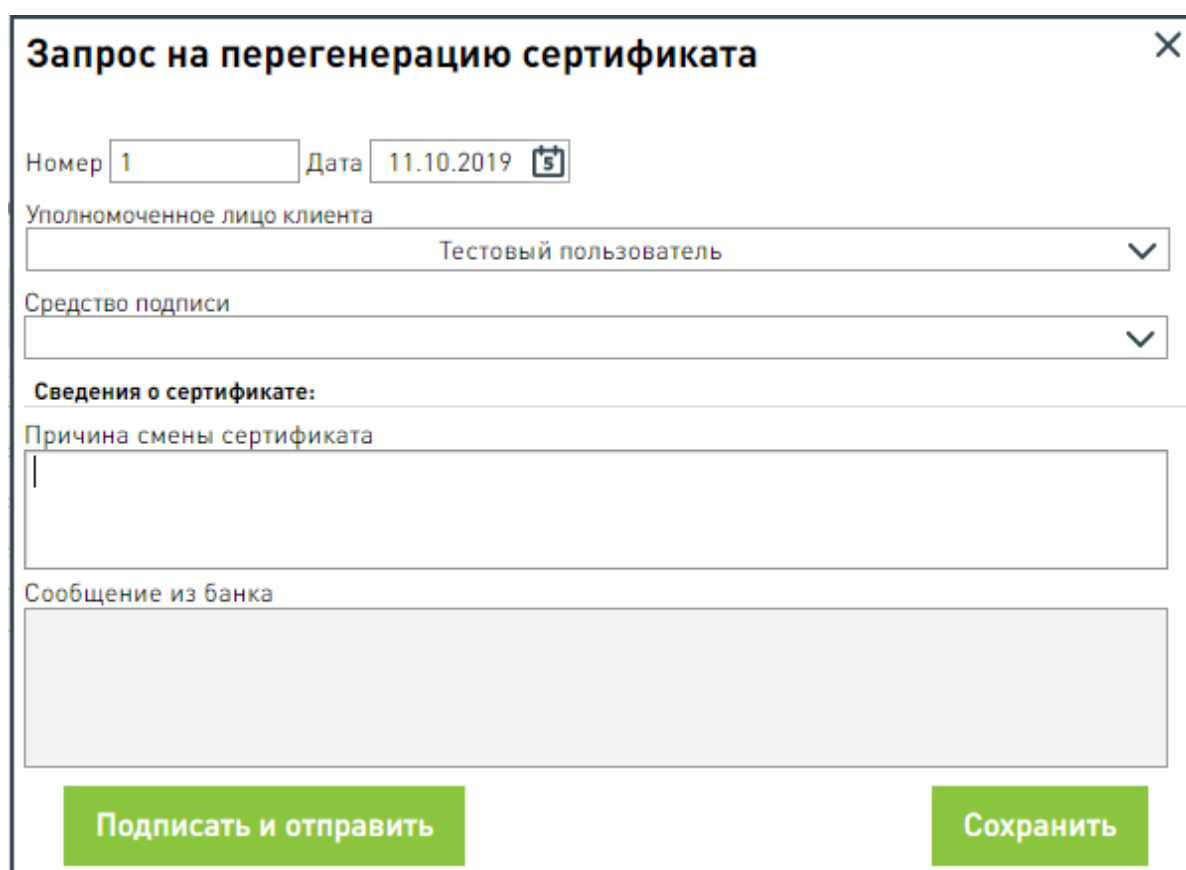 Запрос на перегенерацию сертификата
Номер 1 Дата 11.10.2019 5
Уполномоченное лицо клиента
Тестовый пользователь
Средство подписи
Сведения о сертификате:
Причина смены сертификата
Сообщение из банка
Подписать и отправить Сохранить